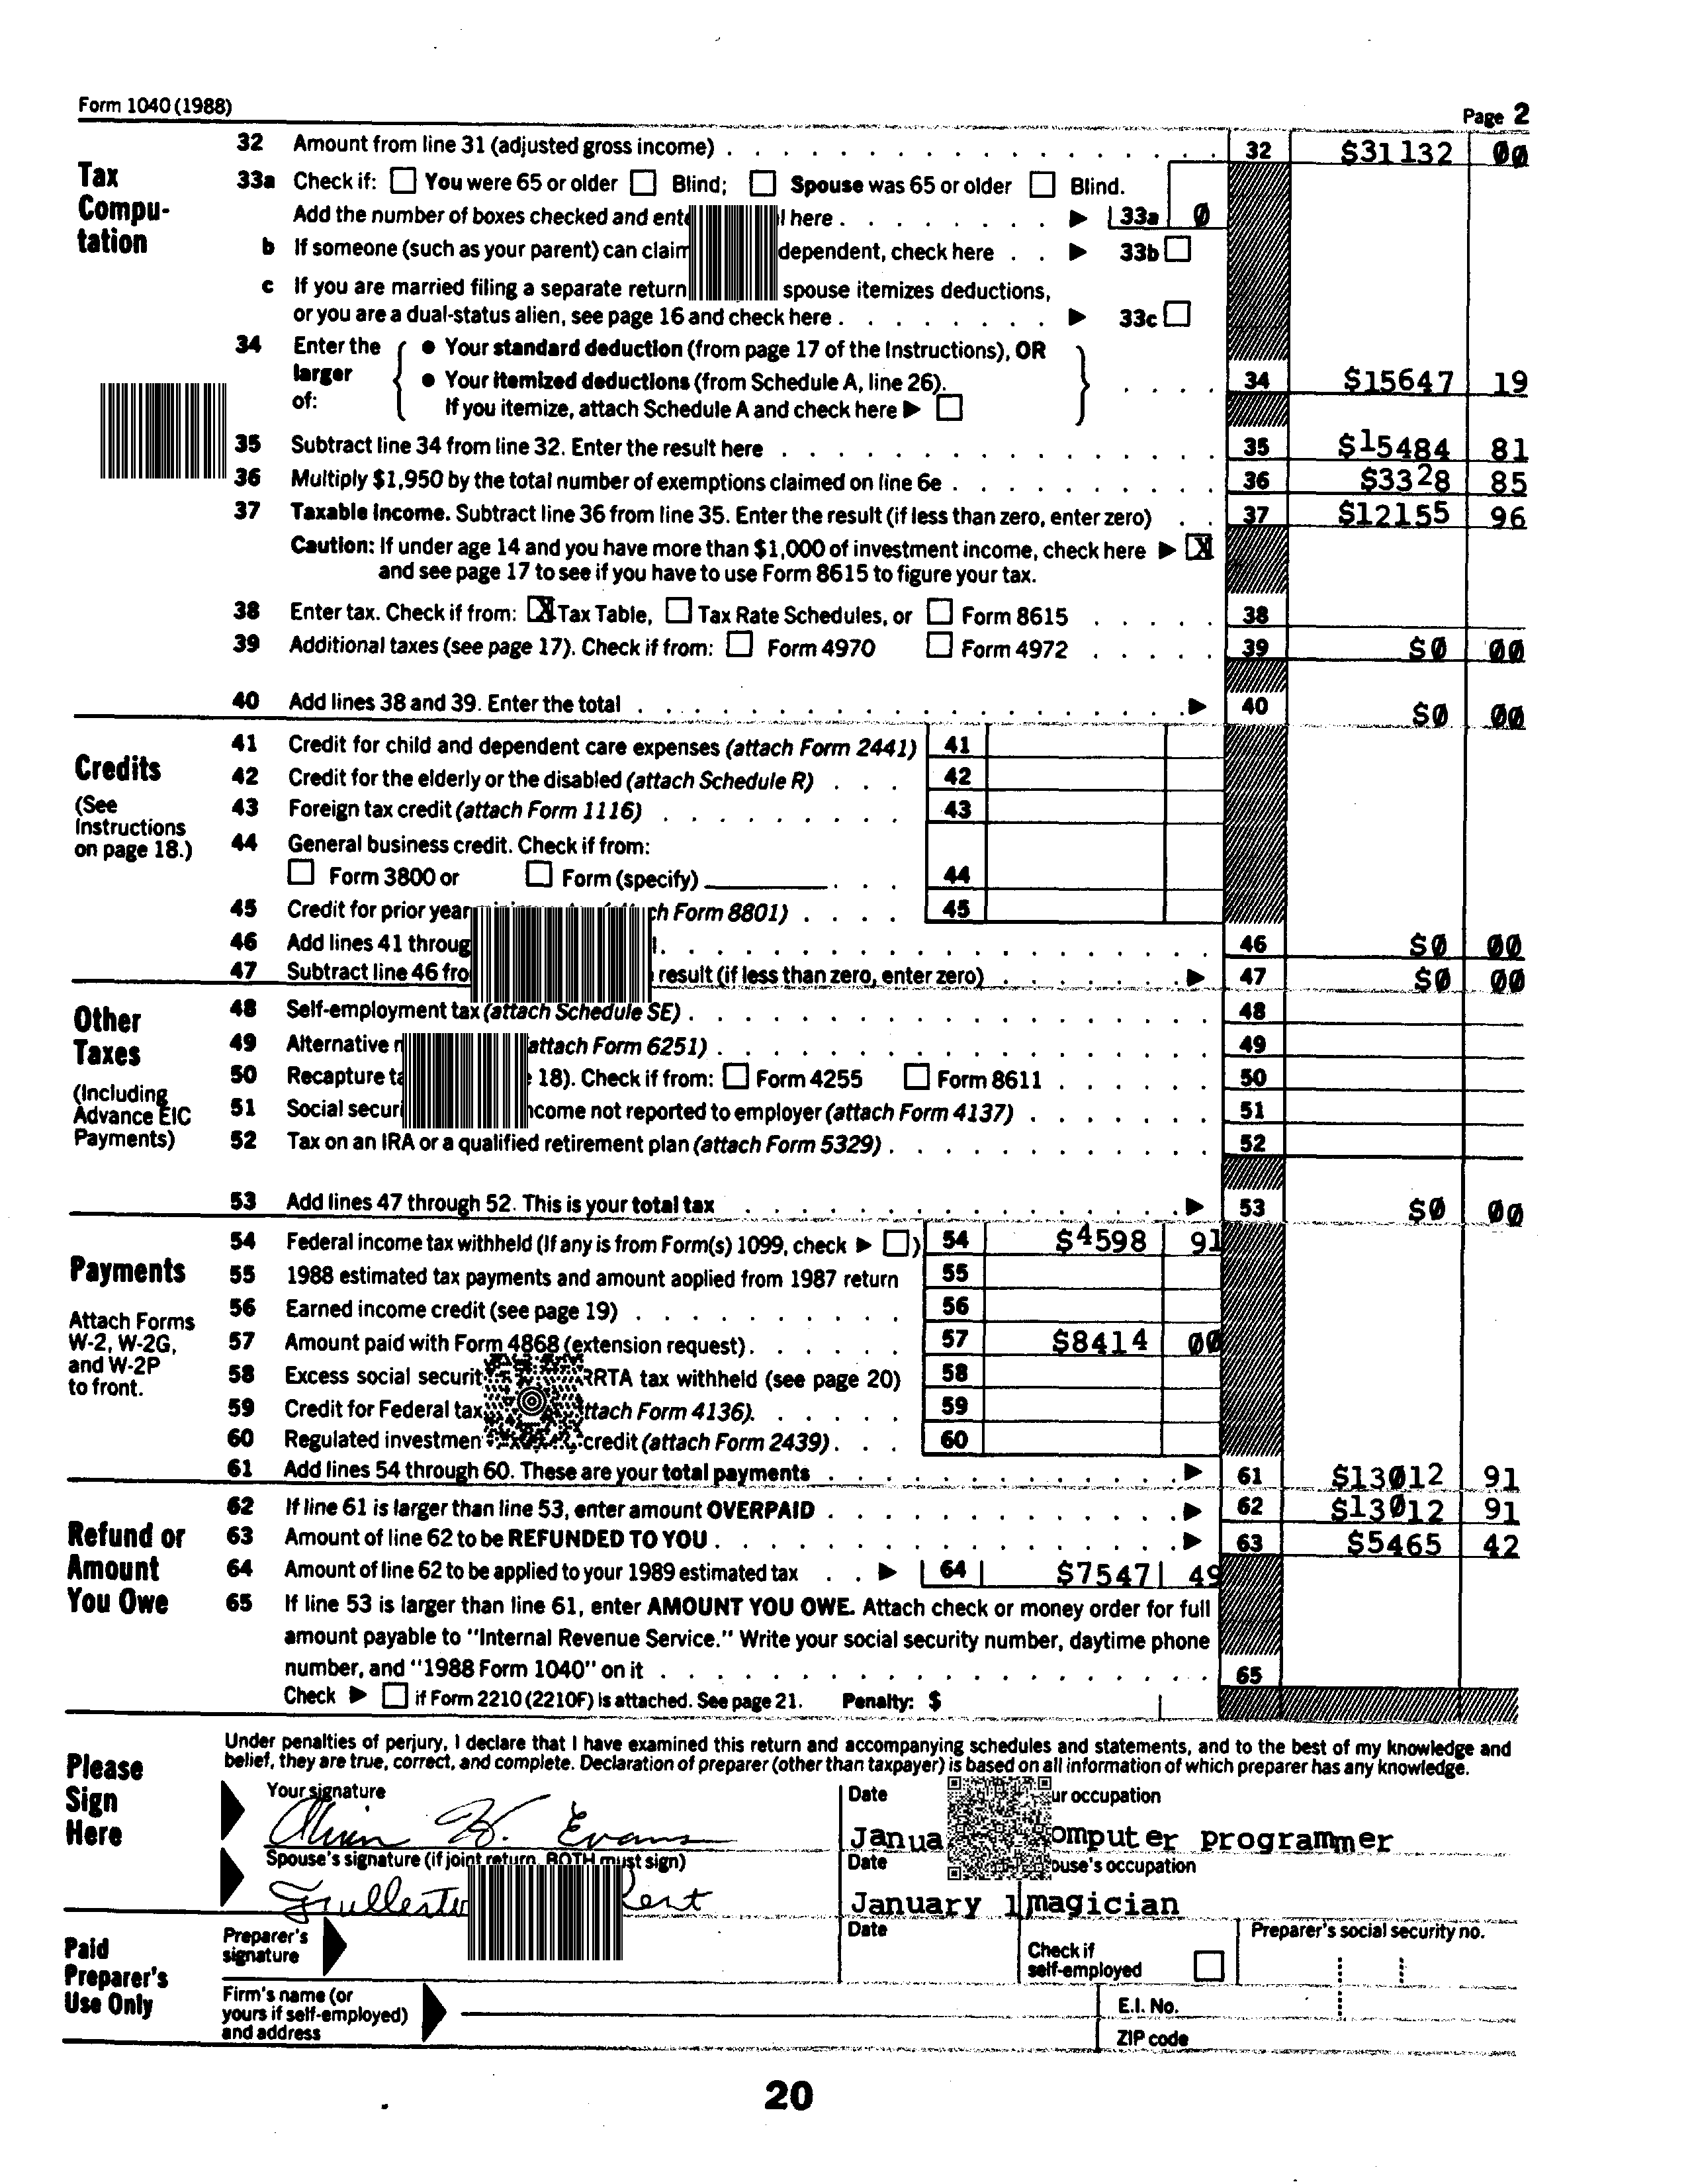 Form 1040 (1988)
Page 2
Tax Compu-tation
32 Amount from line 31 (adjusted gross income) 32 $31132 00
33a Check if: You were 65 or older Blind; Spouse was 65 or older Blind.
Add the number of boxes checked and here 33a 0
b If someone (such as your parent) can dependent, check here 33b
c If you are married filing a separate return spouse itemizes deductions,
or you are a dual-status alien, see page 16 and check here 33c
34 Enter the larger of:
● Your standard deduction (from page 17 of the Instructions), OR
● Your itemized deductions (from Schedule A, line 26). 34 $15647 19
If you itemize, attach Schedule A and check here
35 Subtract line 34 from line 32. Enter the result here 35 $15484 81
36 Multiply $1,950 by the total number of exemptions claimed on line 6e 36 $3328 85
37 Taxable income. Subtract line 36 from line 35. Enter the result (if less than zero, enter zero) 37 $12155 96
Caution: If under age 14 and you have more than $1,000 of investment income, check here ▶ X
and see page 17 to see if you have to use Form 8615 to figure your tax.
38 Enter tax. Check if from: X Tax Table, Tax Rate Schedules, or Form 8615 38
39 Additional taxes (see page 17). Check if from: Form 4970 Form 4972 39 $0 00
40 Add lines 38 and 39. Enter the total 40 $0 00
Credits
(See Instructions on page 18.)
41 Credit for child and dependent care expenses (attach Form 2441) 41
42 Credit for the elderly or the disabled (attach Schedule R) 42
43 Foreign tax credit (attach Form 1116) 43
44 General business credit. Check if from:
Form 3800 or Form (specify) 44
45 Credit for prior year Form 8801) 45
46 Add lines 41 46 $0 00
47 Subtract line 46 result (if less than zero, enter zero) 47 $0 00
Other Taxes
(Including Advance EIC Payments)
48 Self-employment tax (attach Schedule SE) 48
49 Alternative attach Form 6251) 49
50 Recapture 18). Check if from: Form 4255 Form 8611 50
51 Social not reported to employer (attach Form 4137) 51
52 Tax on an IRA or a qualified retirement plan (attach Form 5329) 52
53 Add lines 47 through 52. This is your total tax 53 $0 00
Payments
Attach Forms W-2, W-2G, and W-2P to front.
54 Federal income tax withheld (If any is from Form(s) 1099, check ▶ ) 54 $4598 91
55 1988 estimated tax payments and amount applied from 1987 return 55
56 Earned income credit (see page 19) 56
57 Amount paid with Form 4868 (extension request) 57 $8414 00
58 Excess social RRTA tax withheld (see page 20) 58
59 Credit for Federal tax Form 4136) 59
60 Regulated credit (attach Form 2439) 60
61 Add lines 54 through 60. These are your total payments 61 $13012 91
Refund or Amount You Owe
62 If line 61 is larger than line 53, enter amount OVERPAID 62 $13012 91
63 Amount of line 62 to be REFUNDED TO YOU 63 $5465 42
64 Amount of line 62 to be applied to your 1989 estimated tax 64 $7547 49
65 If line 53 is larger than line 61, enter AMOUNT YOU OWE. Attach check or money order for full
amount payable to "Internal Revenue Service." Write your social security number, daytime phone
number, and "1988 Form 1040" on it 65
Check ▶ if Form 2210 (2210F) is attached. See page 21. Penalty: $
Please Sign Here
Under penalties of perjury, I declare that I have examined this return and accompanying schedules and statements, and to the best of my knowledge and
belief, they are true, correct, and complete. Declaration of preparer (other than taxpayer) is based on all information of which preparer has any knowledge.
Your signature Date occupation
H. Evans programmer
Spouse's signature (if joint return, BOTH must sign) Date occupation
January 1 magician
Paid Preparer's Use Only
Preparer's signature Date Check if self-employed Preparer's social security no.
Firm's name (or yours if self-employed) and address E.I. No.
ZIP code
20